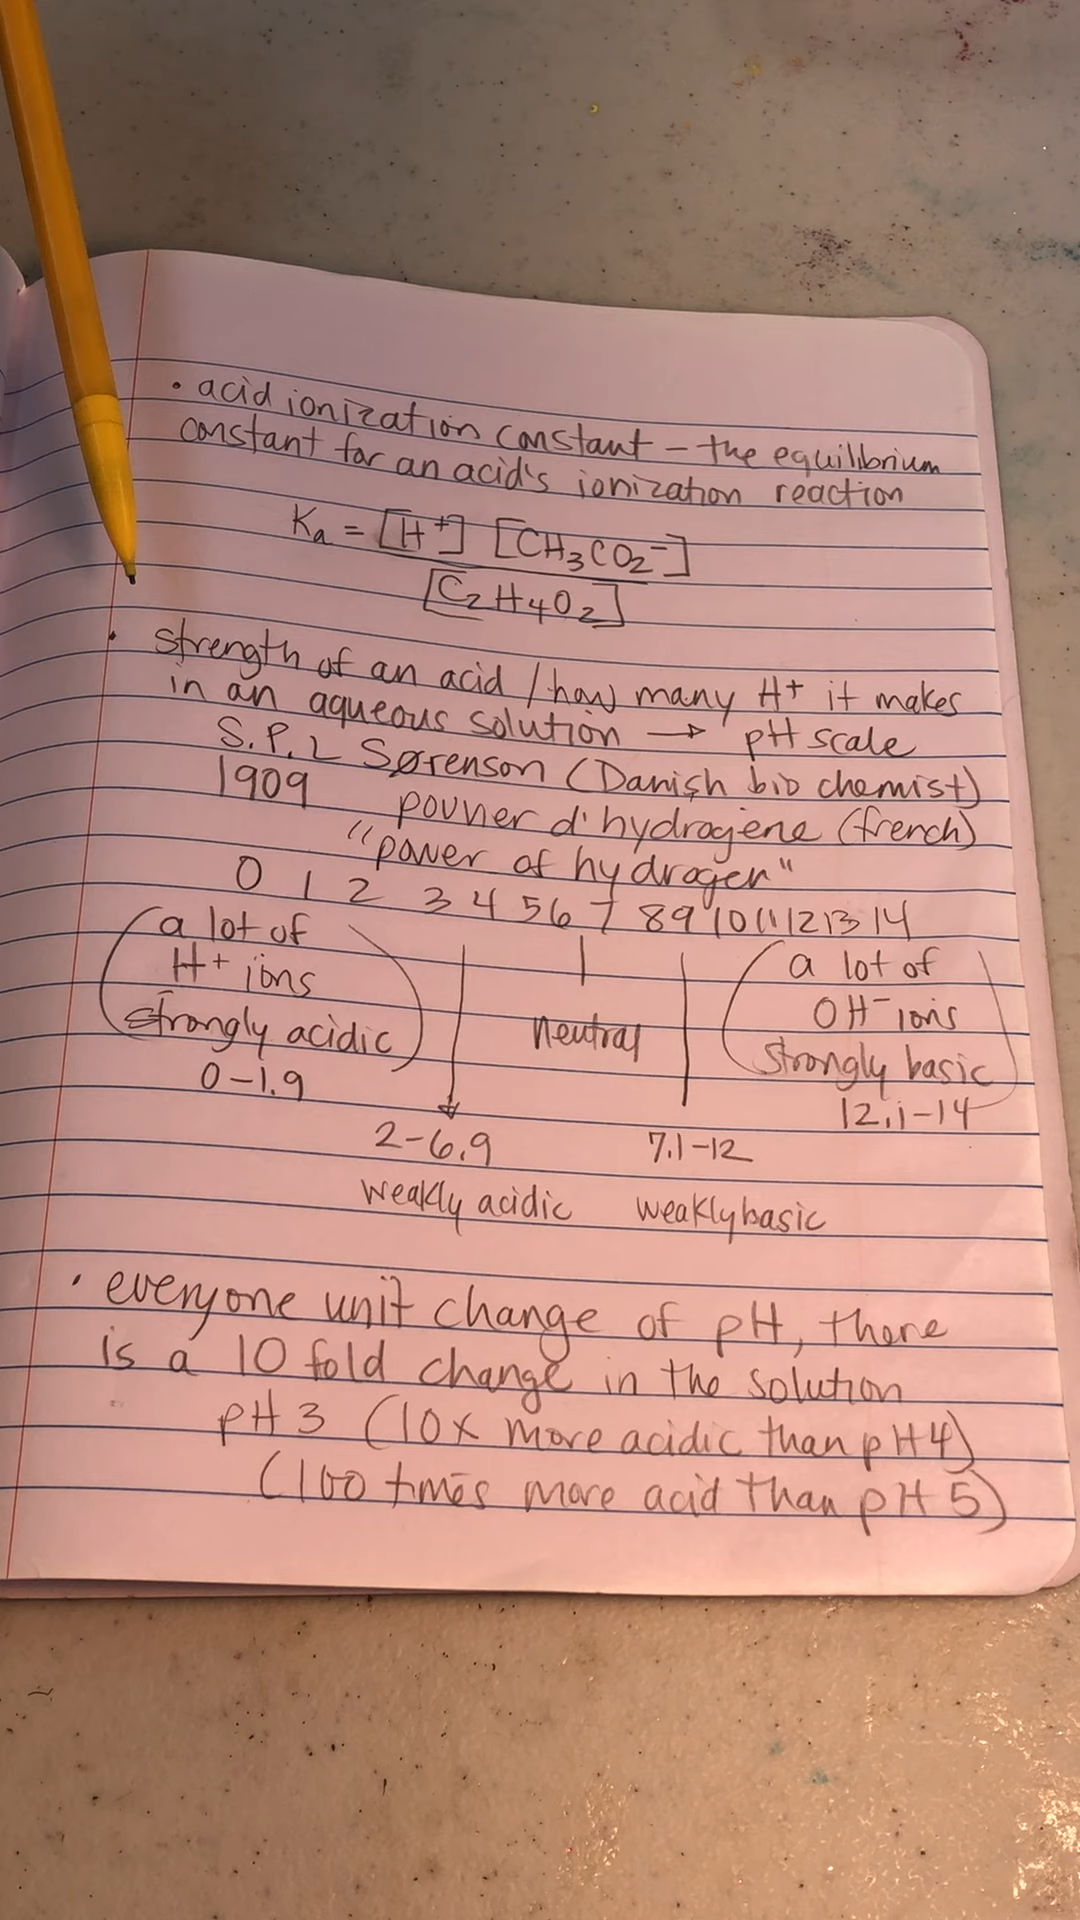 • acid ionization constant – the equilibrium
constant for an acid's ionization reaction
Ka = [H+] [CH3CO2-]
[C2H4O2]
• strength of an acid / how many H+ it makes
in an aqueous solution → pH scale
S.P.L Sørenson (Danish bio chemist)
1909 pouver d'hydrogène (french)
"power of hydrogen"
0 1 2 3 4 5 6 7 8 9 10 11 12 13 14
a lot of
H+ ions
strongly acidic
0-1.9
neutral
a lot of
OH- ions
strongly basic
12.1-14
2-6.9 7.1-12
weakly acidic weakly basic
• everyone unit change of pH, there
is a 10 fold change in the solution
pH 3 (10x more acidic than pH 4)
(100 times more acid than pH 5)